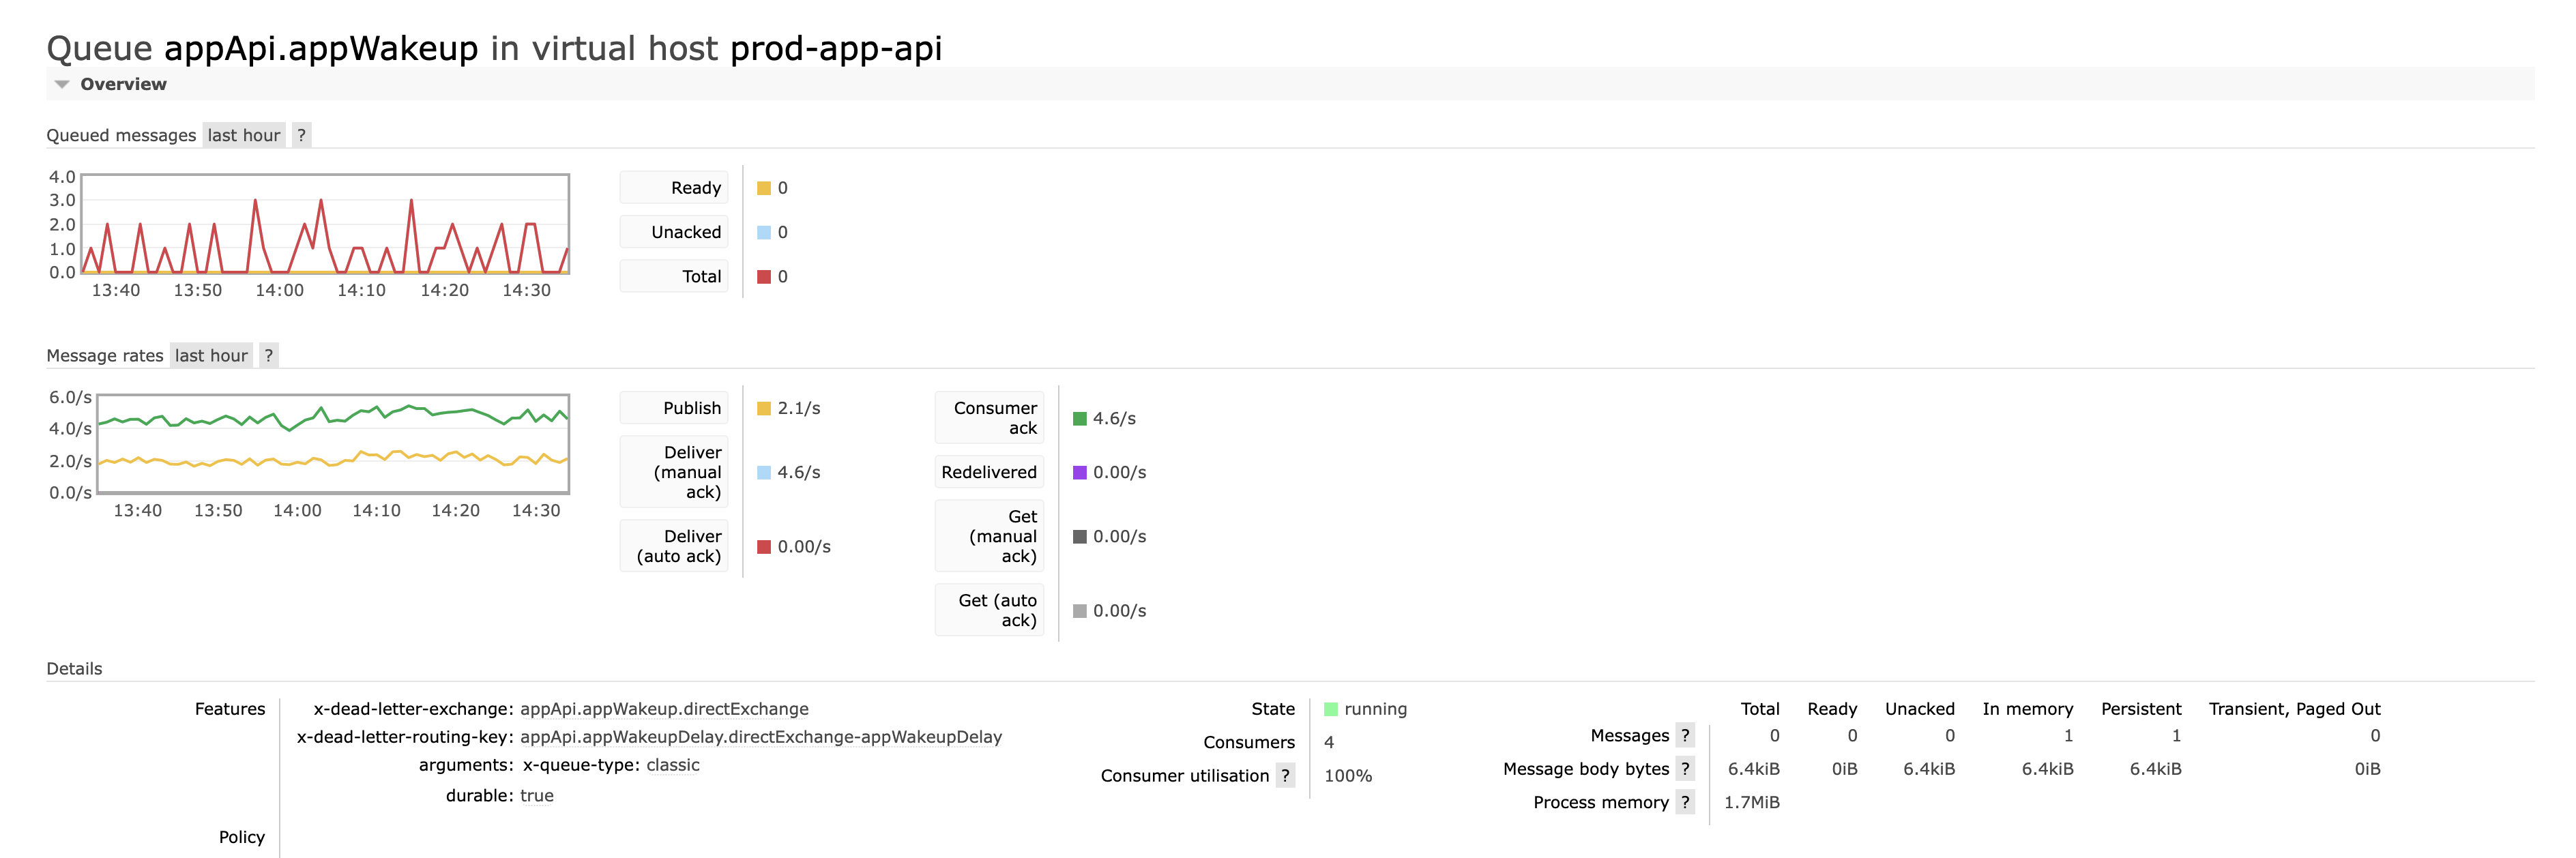 Queue appApi.appWakeup in virtual host prod-app-api
Overview
Queued messages last hour ?
4.0
3.0
2.0
1.0
0.0
13:40 13:50 14:00 14:10 14:20 14:30
Ready 0
Unacked 0
Total 0
Message rates last hour ?
6.0/s
4.0/s
2.0/s
0.0/s
13:40 13:50 14:00 14:10 14:20 14:30
Publish 2.1/s
Deliver
(manual
ack)
4.6/s
Deliver
(auto ack)
0.00/s
Consumer
ack
4.6/s
Redelivered 0.00/s
Get
(manual
ack)
0.00/s
Get (auto
ack)
0.00/s
Details
Features
x-dead-letter-exchange: appApi.appWakeup.directExchange
x-dead-letter-routing-key: appApi.appWakeupDelay.directExchange-appWakeupDelay
arguments: x-queue-type: classic
durable: true
Policy
State running
Consumers 4
Consumer utilisation ? 100%
Total Ready Unacked In memory Persistent Transient, Paged Out
Messages ? 0 0 0 1 1 0
Message body bytes ? 6.4kiB 0iB 6.4kiB 6.4kiB 6.4kiB 0iB
Process memory ? 1.7MiB